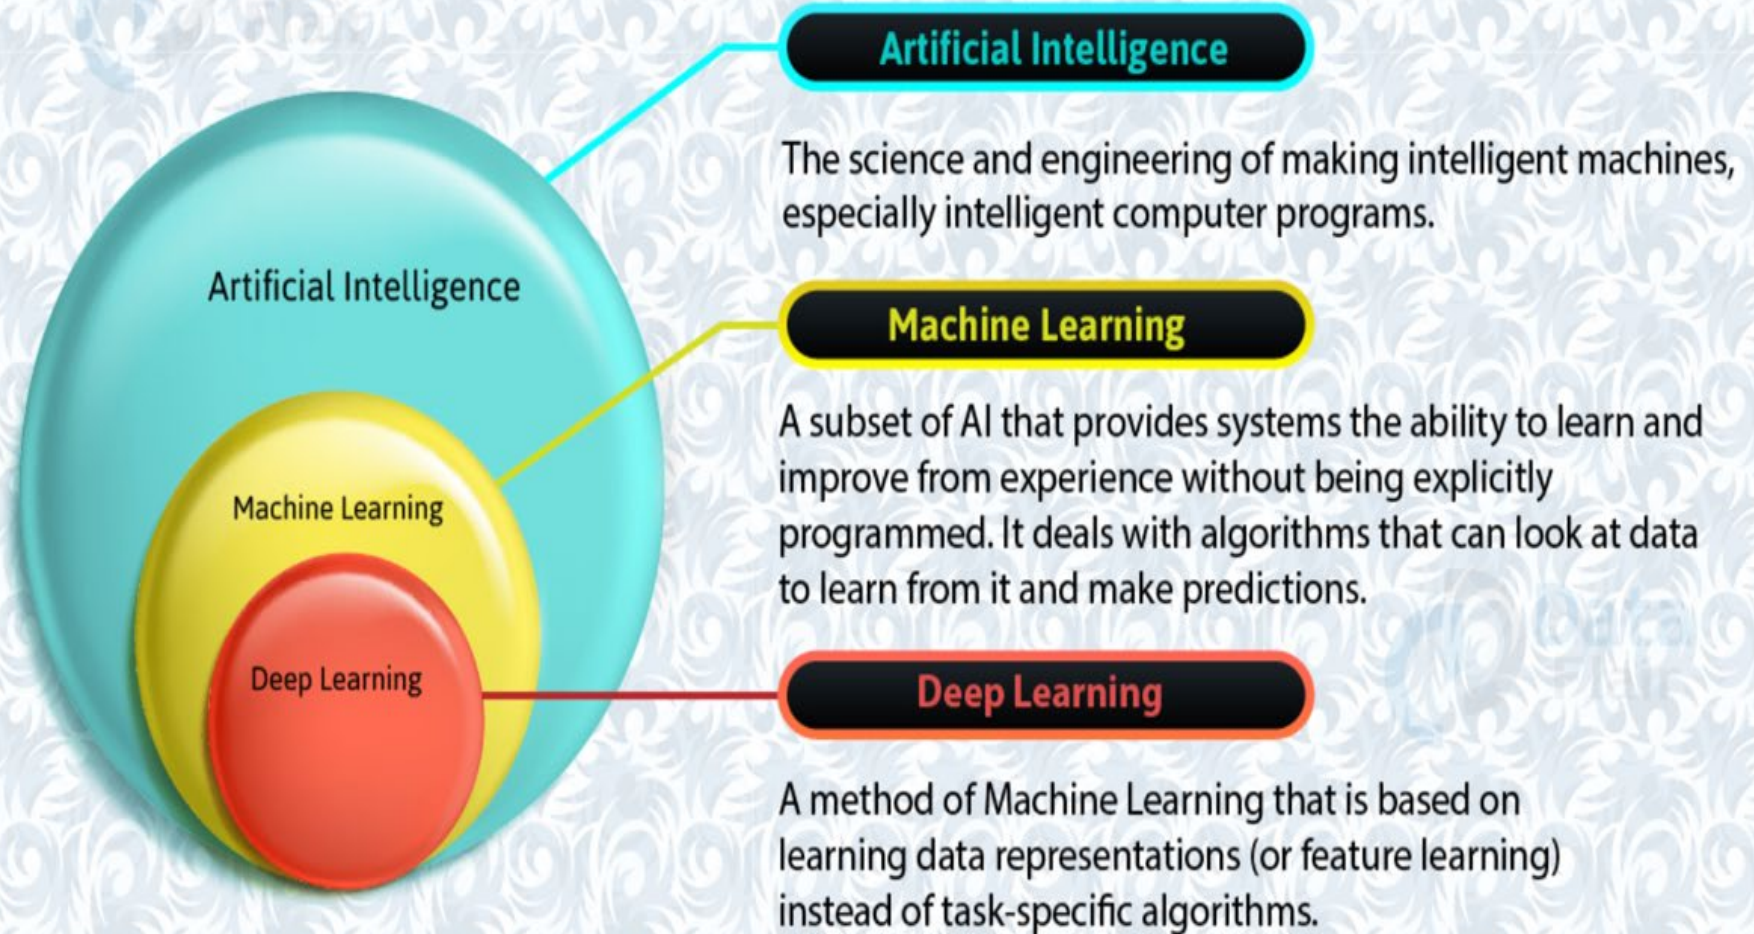 Artificial Intelligence
The science and engineering of making intelligent machines,
especially intelligent computer programs.
Artificial Intelligence
Machine Learning
A subset of AI that provides systems the ability to learn and
improve from experience without being explicitly
programmed. It deals with algorithms that can look at data
to learn from it and make predictions.
Machine Learning
Deep Learning
Deep Learning
A method of Machine Learning that is based on
learning data representations (or feature learning)
instead of task-specific algorithms.
Data
Flair